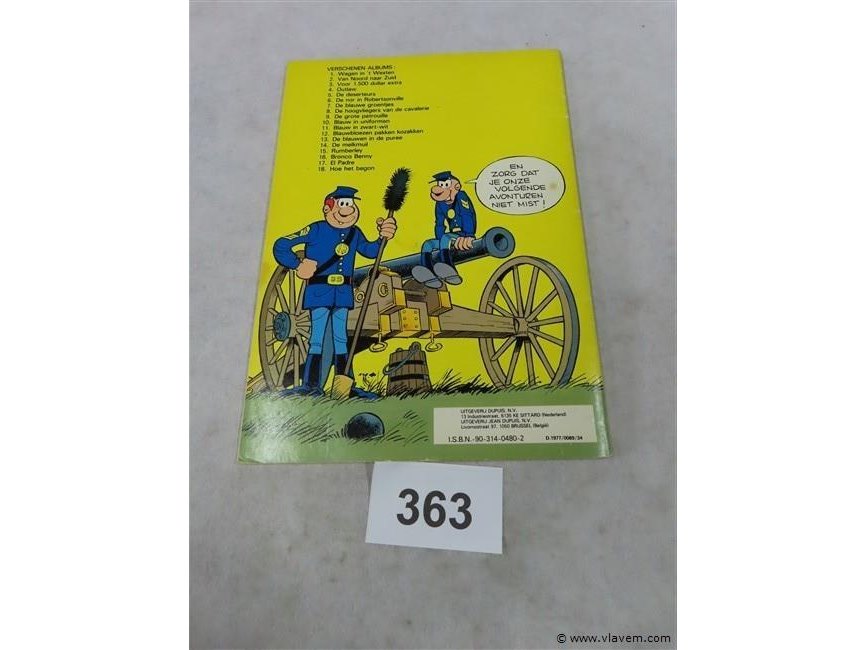 VERSCHENEN ALBUMS:
1. Wagen in 't Westen
2. Van Noord naar Zuid
3. Voor 1.500 dollar extra
4. Outlaw
5. De deserteurs
6. De nor in Robertsonville
7. De blauwe groentjes
8. De hoogvliegers van de cavalerie
9. De grote patrouille
10. Blauw in uniformen
11. Blauw in zwart-wit
12. Blauwbloezen pakken kozakken
13. De blauwen in de puree
14. De melkmuil
15. Rumberley
16. Bronco Benny
17. El Padre
18. Hoe het begon
EN
ZORG DAT
JE ONZE
VOLGENDE
AVONTUREN
NIET MIST!
UITGEVERIJ DUPUIS, N.V.
13 Industriestraat, 6135 KE SITTARD (Nederland)
UITGEVERIJ JEAN DUPUIS, N.V.
Livornostraat 97, 1050 BRUSSEL (België)
I.S.B.N.-90-314-0480-2
D.1977/0089/34
363
© www.vlavem.com